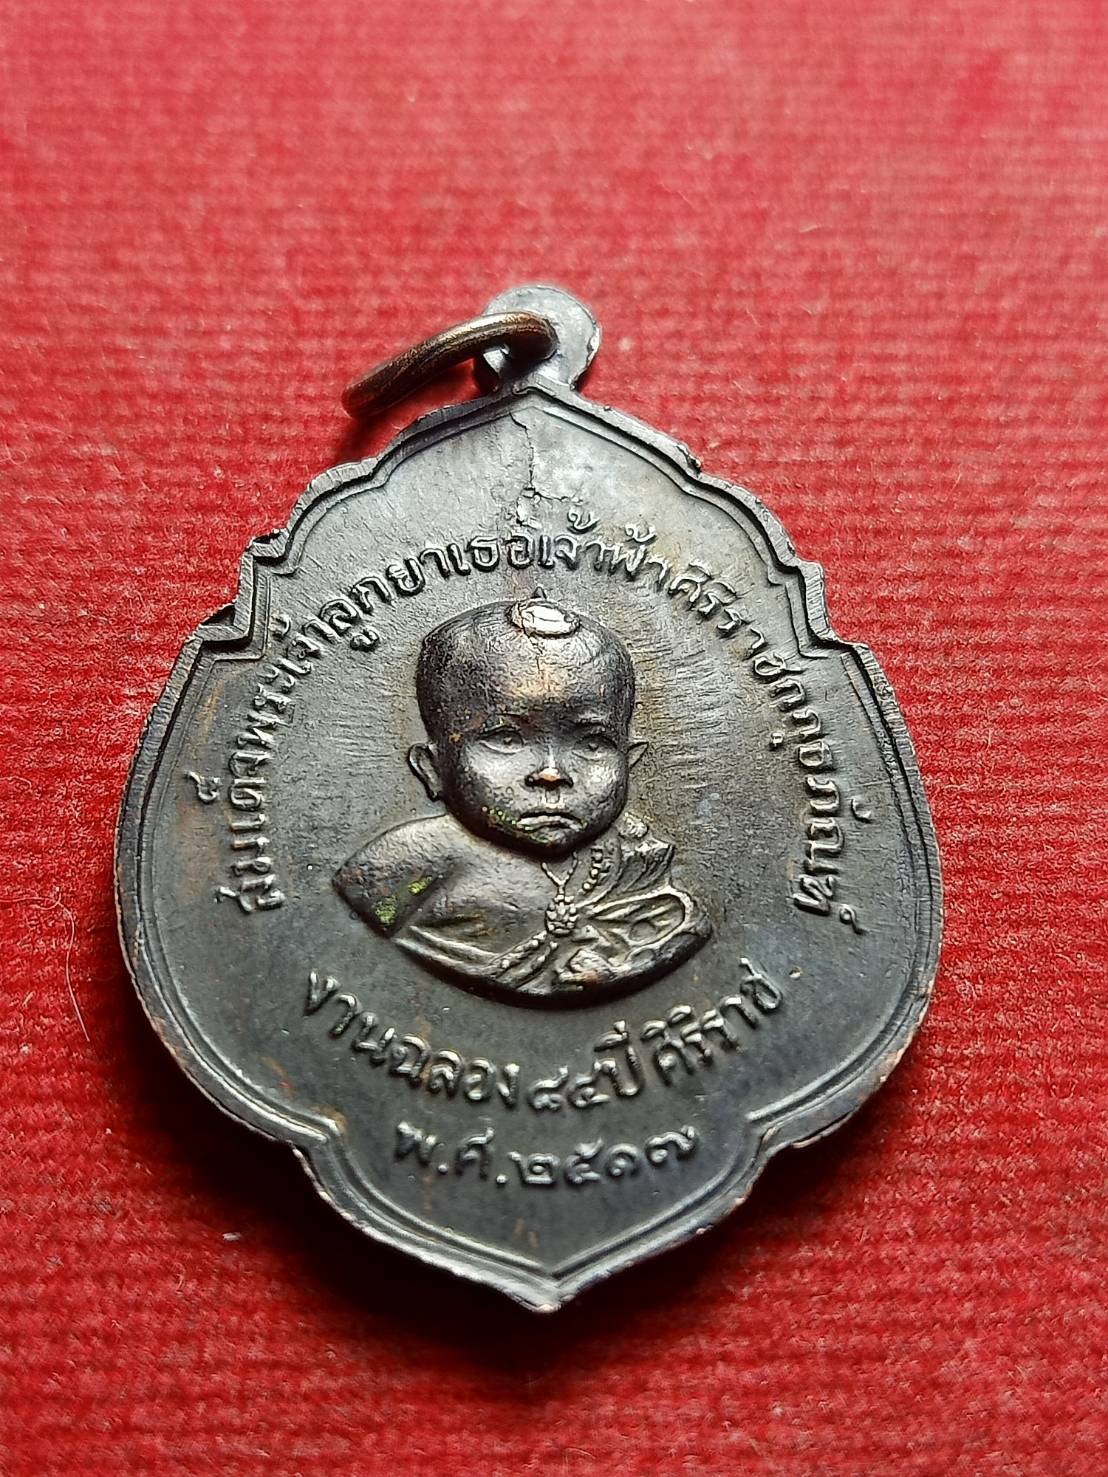 สมเด็จพระเจ้าลูกยาเธอเจ้าฟ้าศิริราชกกุธภัณฑ์
งานฉลอง ๘๔ ปี ศิริราช
พ.ศ.๒๕๑๗